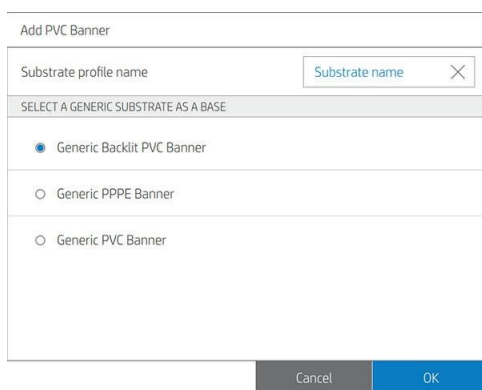 Add PVC Banner
Substrate profile name Substrate name
SELECT A GENERIC SUBSTRATE AS A BASE
Generic Backlit PVC Banner
Generic PPPE Banner
Generic PVC Banner
Cancel OK